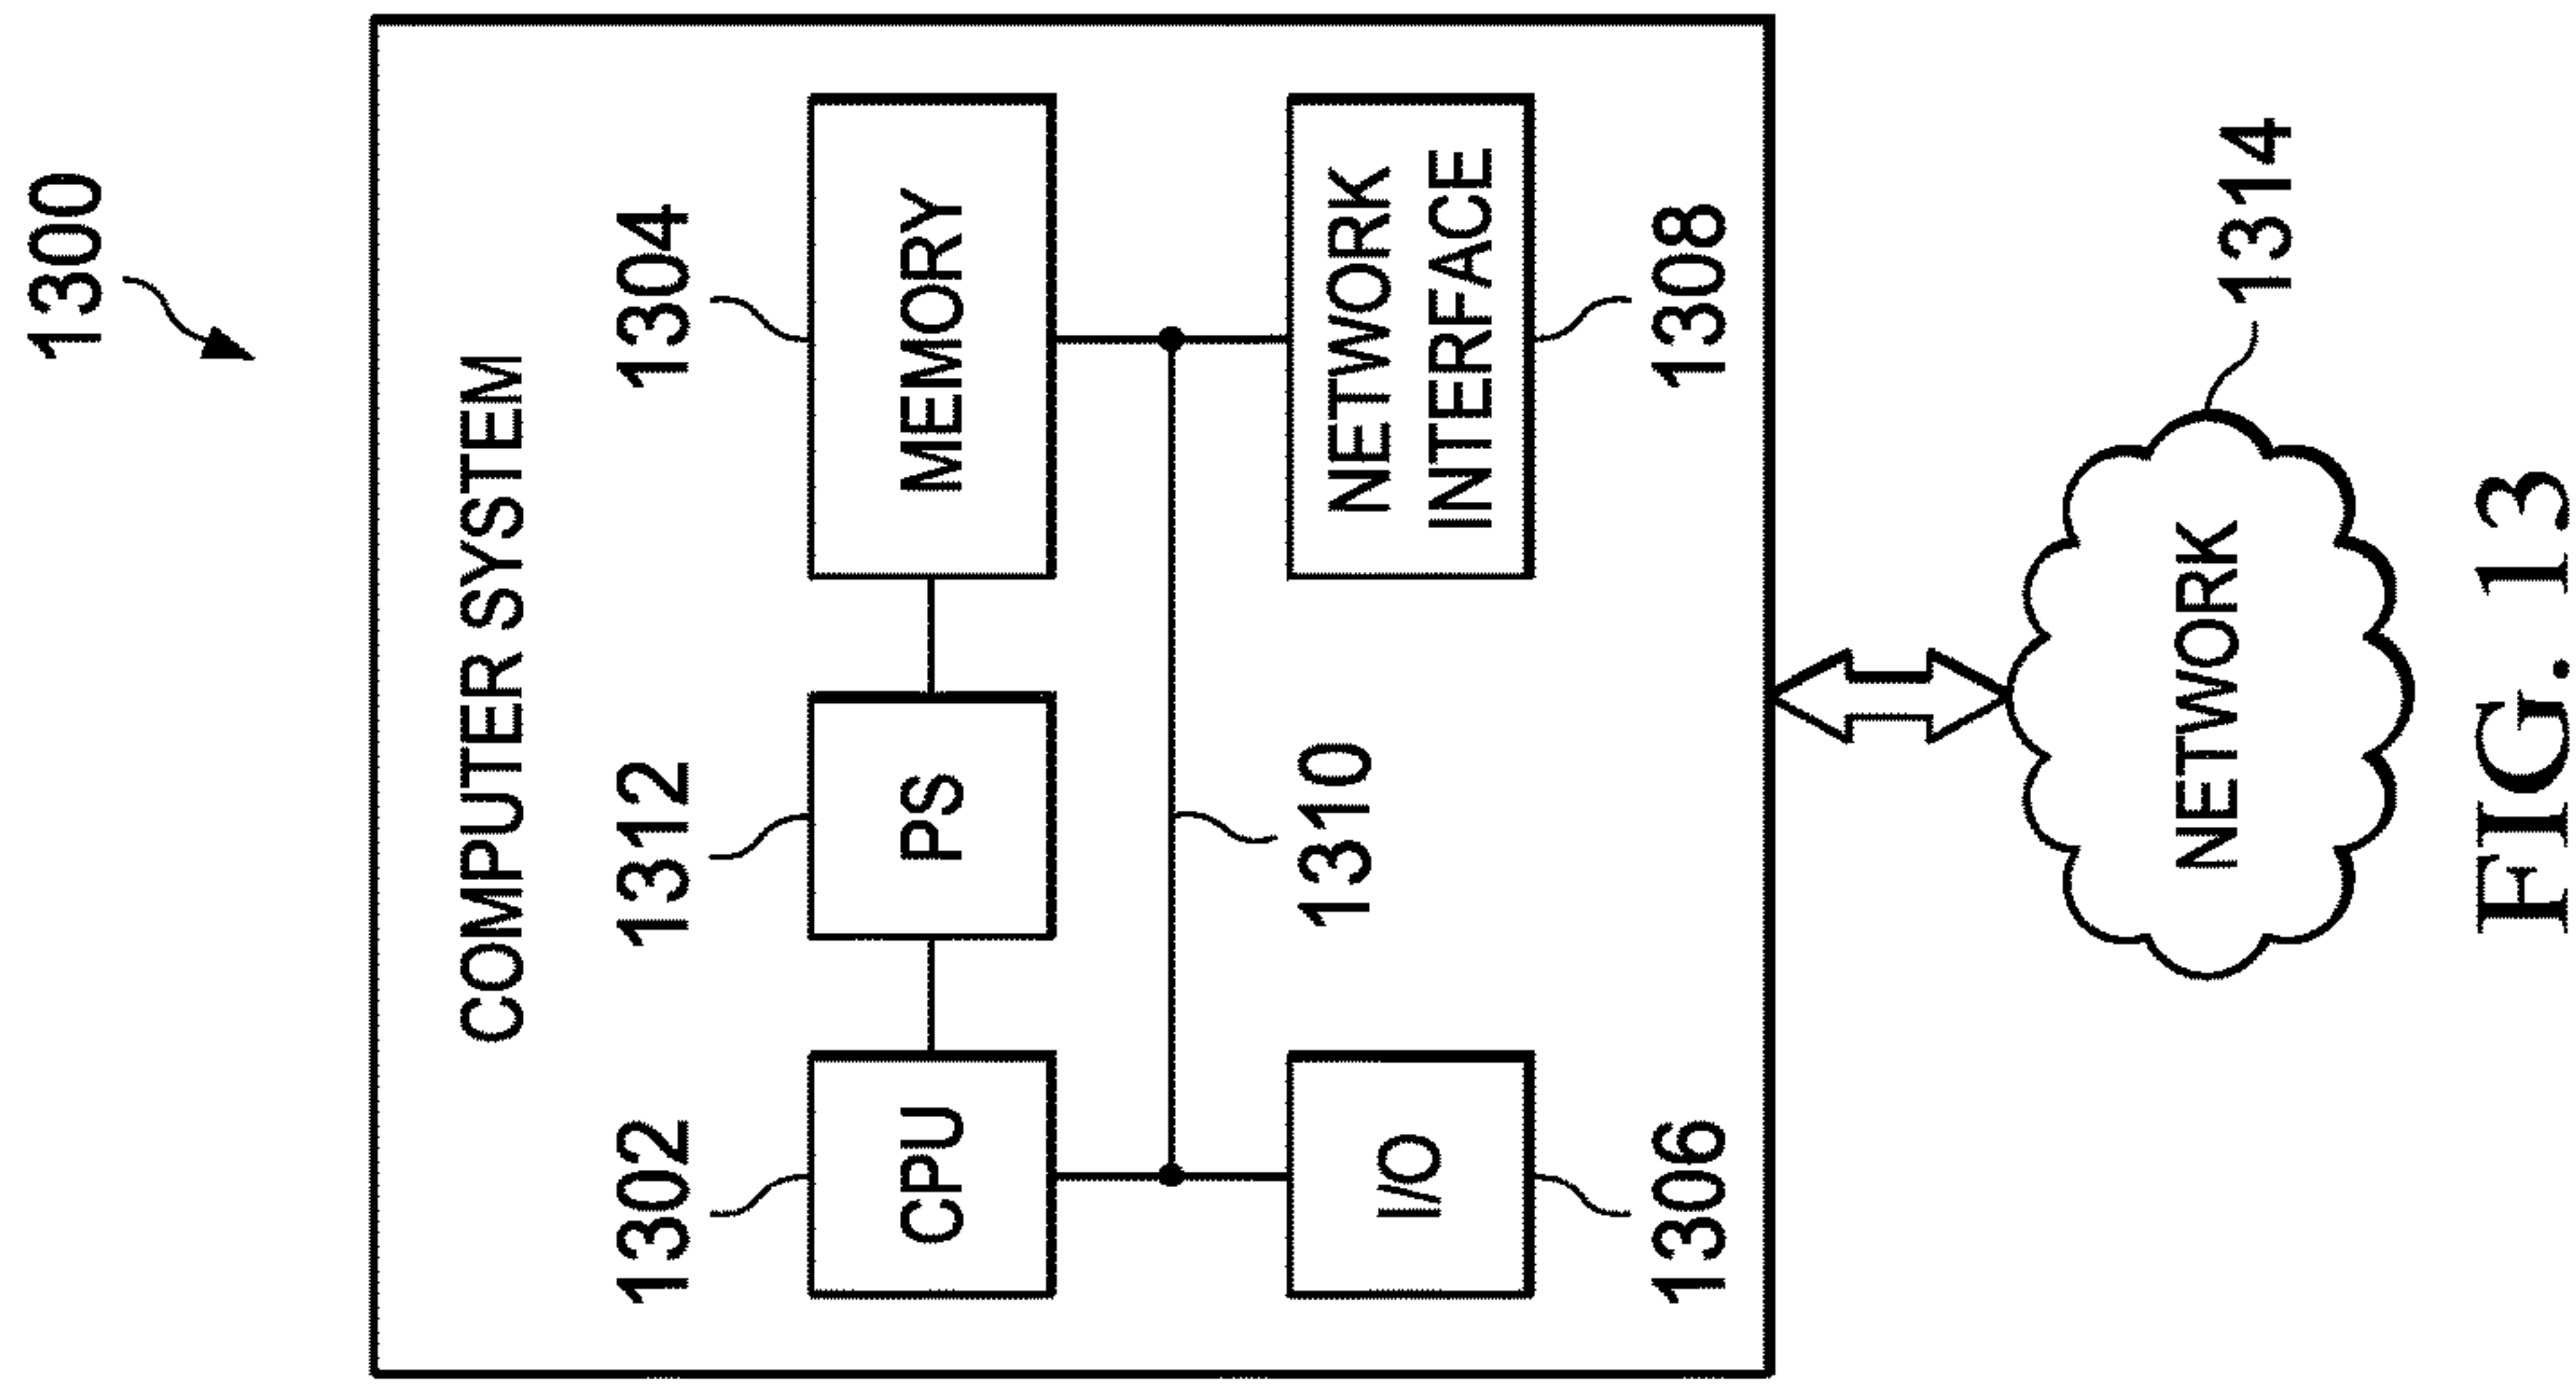 1300
COMPUTER SYSTEM
1302
1312
1304
CPU
PS
MEMORY
1310
I/O
NETWORK
INTERFACE
1306
1308
1314
NETWORK
FIG. 13